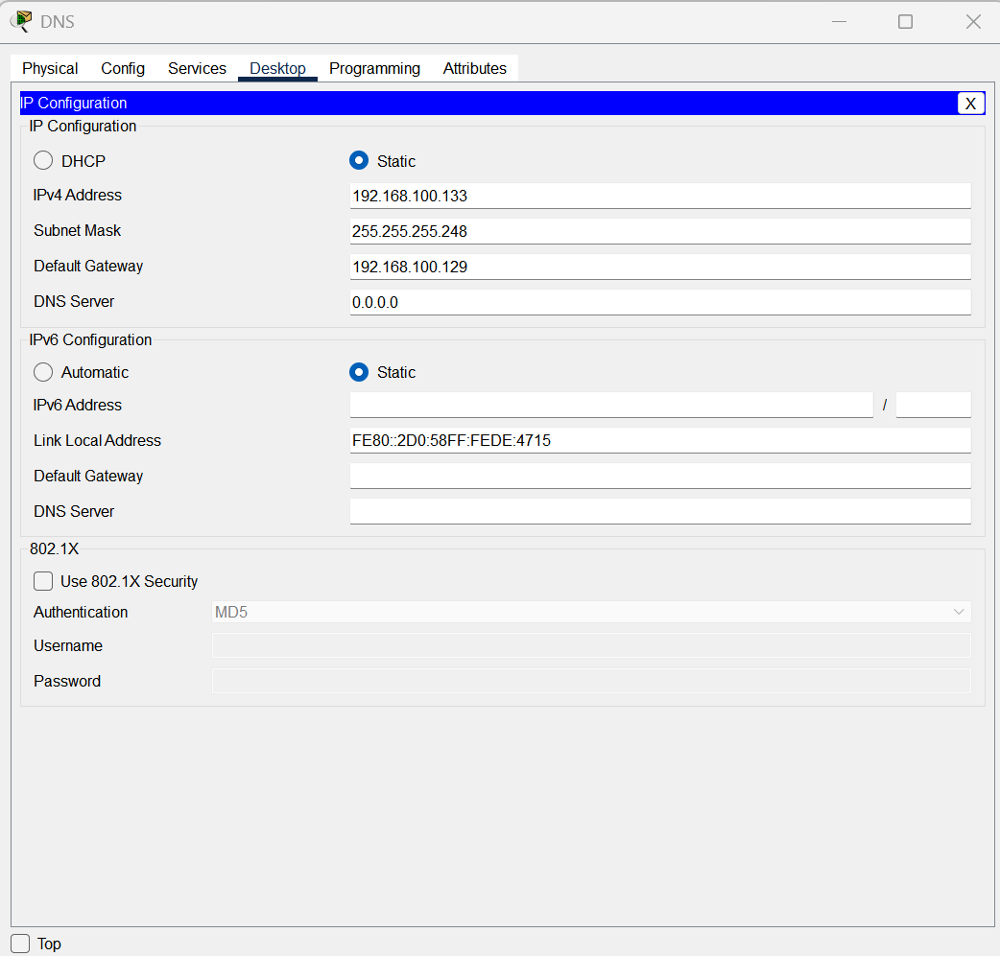 DNS
Physical Config Services Desktop Programming Attributes
IP Configuration X
IP Configuration
DHCP Static
IPv4 Address 192.168.100.133
Subnet Mask 255.255.255.248
Default Gateway 192.168.100.129
DNS Server 0.0.0.0
IPv6 Configuration
Automatic Static
IPv6 Address /
Link Local Address FE80::2D0:58FF:FEDE:4715
Default Gateway
DNS Server
802.1X
Use 802.1X Security
Authentication MD5
Username
Password
Top